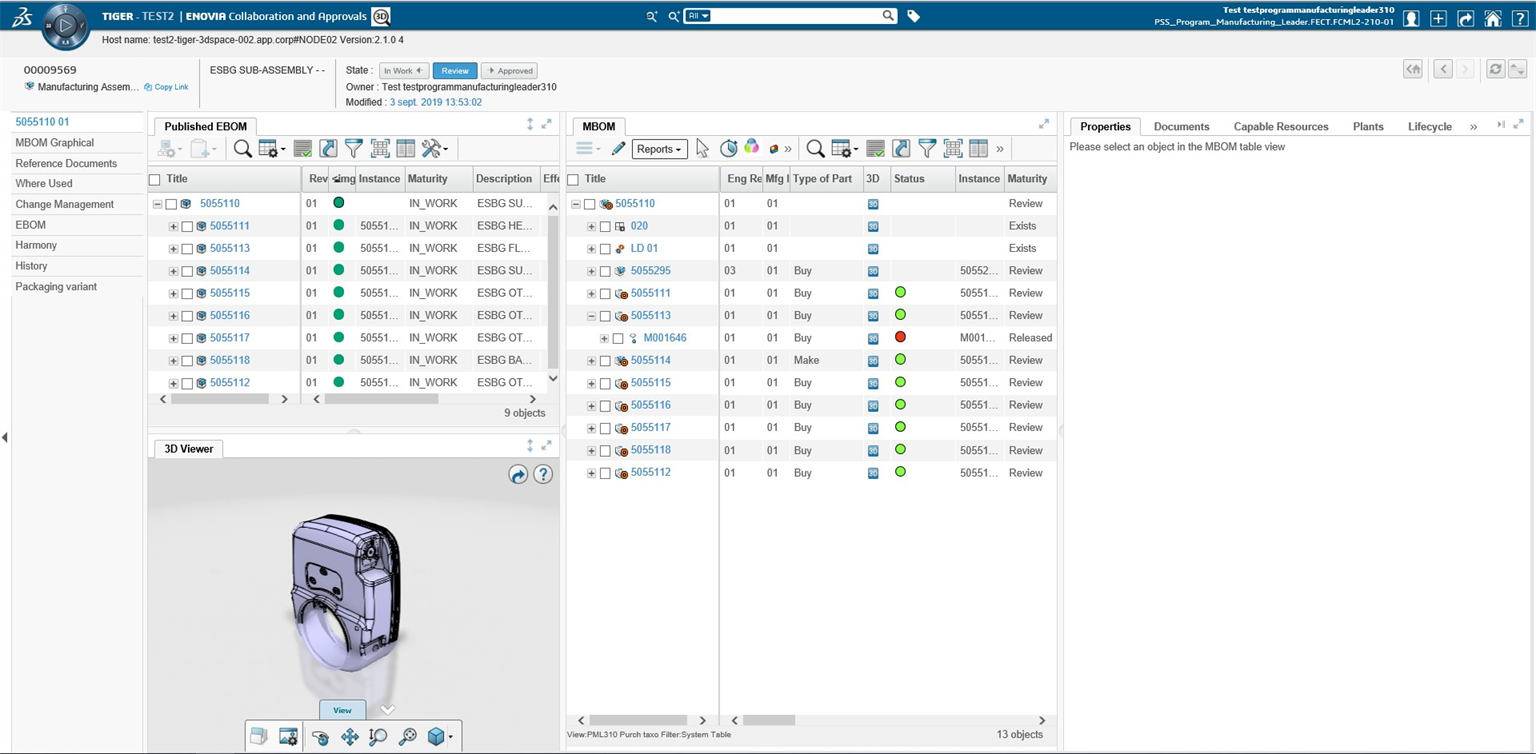 TIGER - TEST2 | ENOVIA Collaboration and Approvals 3D
All
Test testprogrammanufacturingleader310
PSS_Program_Manufacturing_Leader.FECT.FCML2-210-01
Host name: test2-tiger-3dspace-002.app.corp#NODE02 Version:2.1.0 4
00009569
Manufacturing Assem... Copy Link
ESBG SUB-ASSEMBLY - -
State : In Work Review Approved
Owner : Test testprogrammanufacturingleader310
Modified : 3 sept. 2019 13:53:02
5055110 01
MBOM Graphical
Reference Documents
Where Used
Change Management
EBOM
Harmony
History
Packaging variant
Published EBOM
Title Rev Img Instance Maturity Description Effe
5055110 01 IN_WORK ESBG SU...
5055111 01 50551... IN_WORK ESBG HE...
5055113 01 50551... IN_WORK ESBG FL...
5055114 01 50551... IN_WORK ESBG SU...
5055115 01 50551... IN_WORK ESBG OT...
5055116 01 50551... IN_WORK ESBG OT...
5055117 01 50551... IN_WORK ESBG OT...
5055118 01 50551... IN_WORK ESBG BA...
5055112 01 50551... IN_WORK ESBG OT...
9 objects
3D Viewer
View
MBOM
Reports
Title Eng Re Mfg I Type of Part 3D Status Instance Maturity
5055110 01 01 3D Review
020 01 01 3D Exists
LD 01 01 01 3D Exists
5055295 03 01 Buy 3D 50552... Review
5055111 01 01 Buy 3D 50551... Review
5055113 01 01 Buy 3D 50551... Review
M001646 01 01 Buy 3D M001... Released
5055114 01 01 Make 3D 50551... Review
5055115 01 01 Buy 3D 50551... Review
5055116 01 01 Buy 3D 50551... Review
5055117 01 01 Buy 3D 50551... Review
5055118 01 01 Buy 3D 50551... Review
5055112 01 01 Buy 3D 50551... Review
View:PML310 Purch taxo Filter:System Table
13 objects
Properties Documents Capable Resources Plants Lifecycle »
Please select an object in the MBOM table view